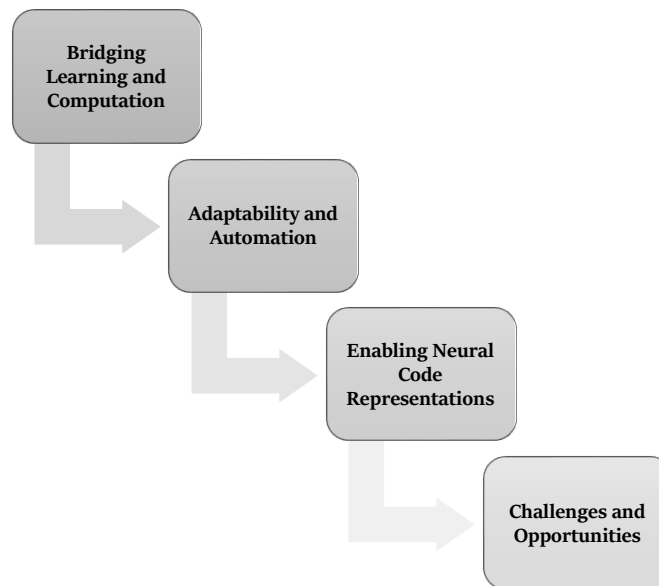 Bridging
Learning and
Computation
Adaptability and
Automation
Enabling Neural
Code
Representations
Challenges and
Opportunities